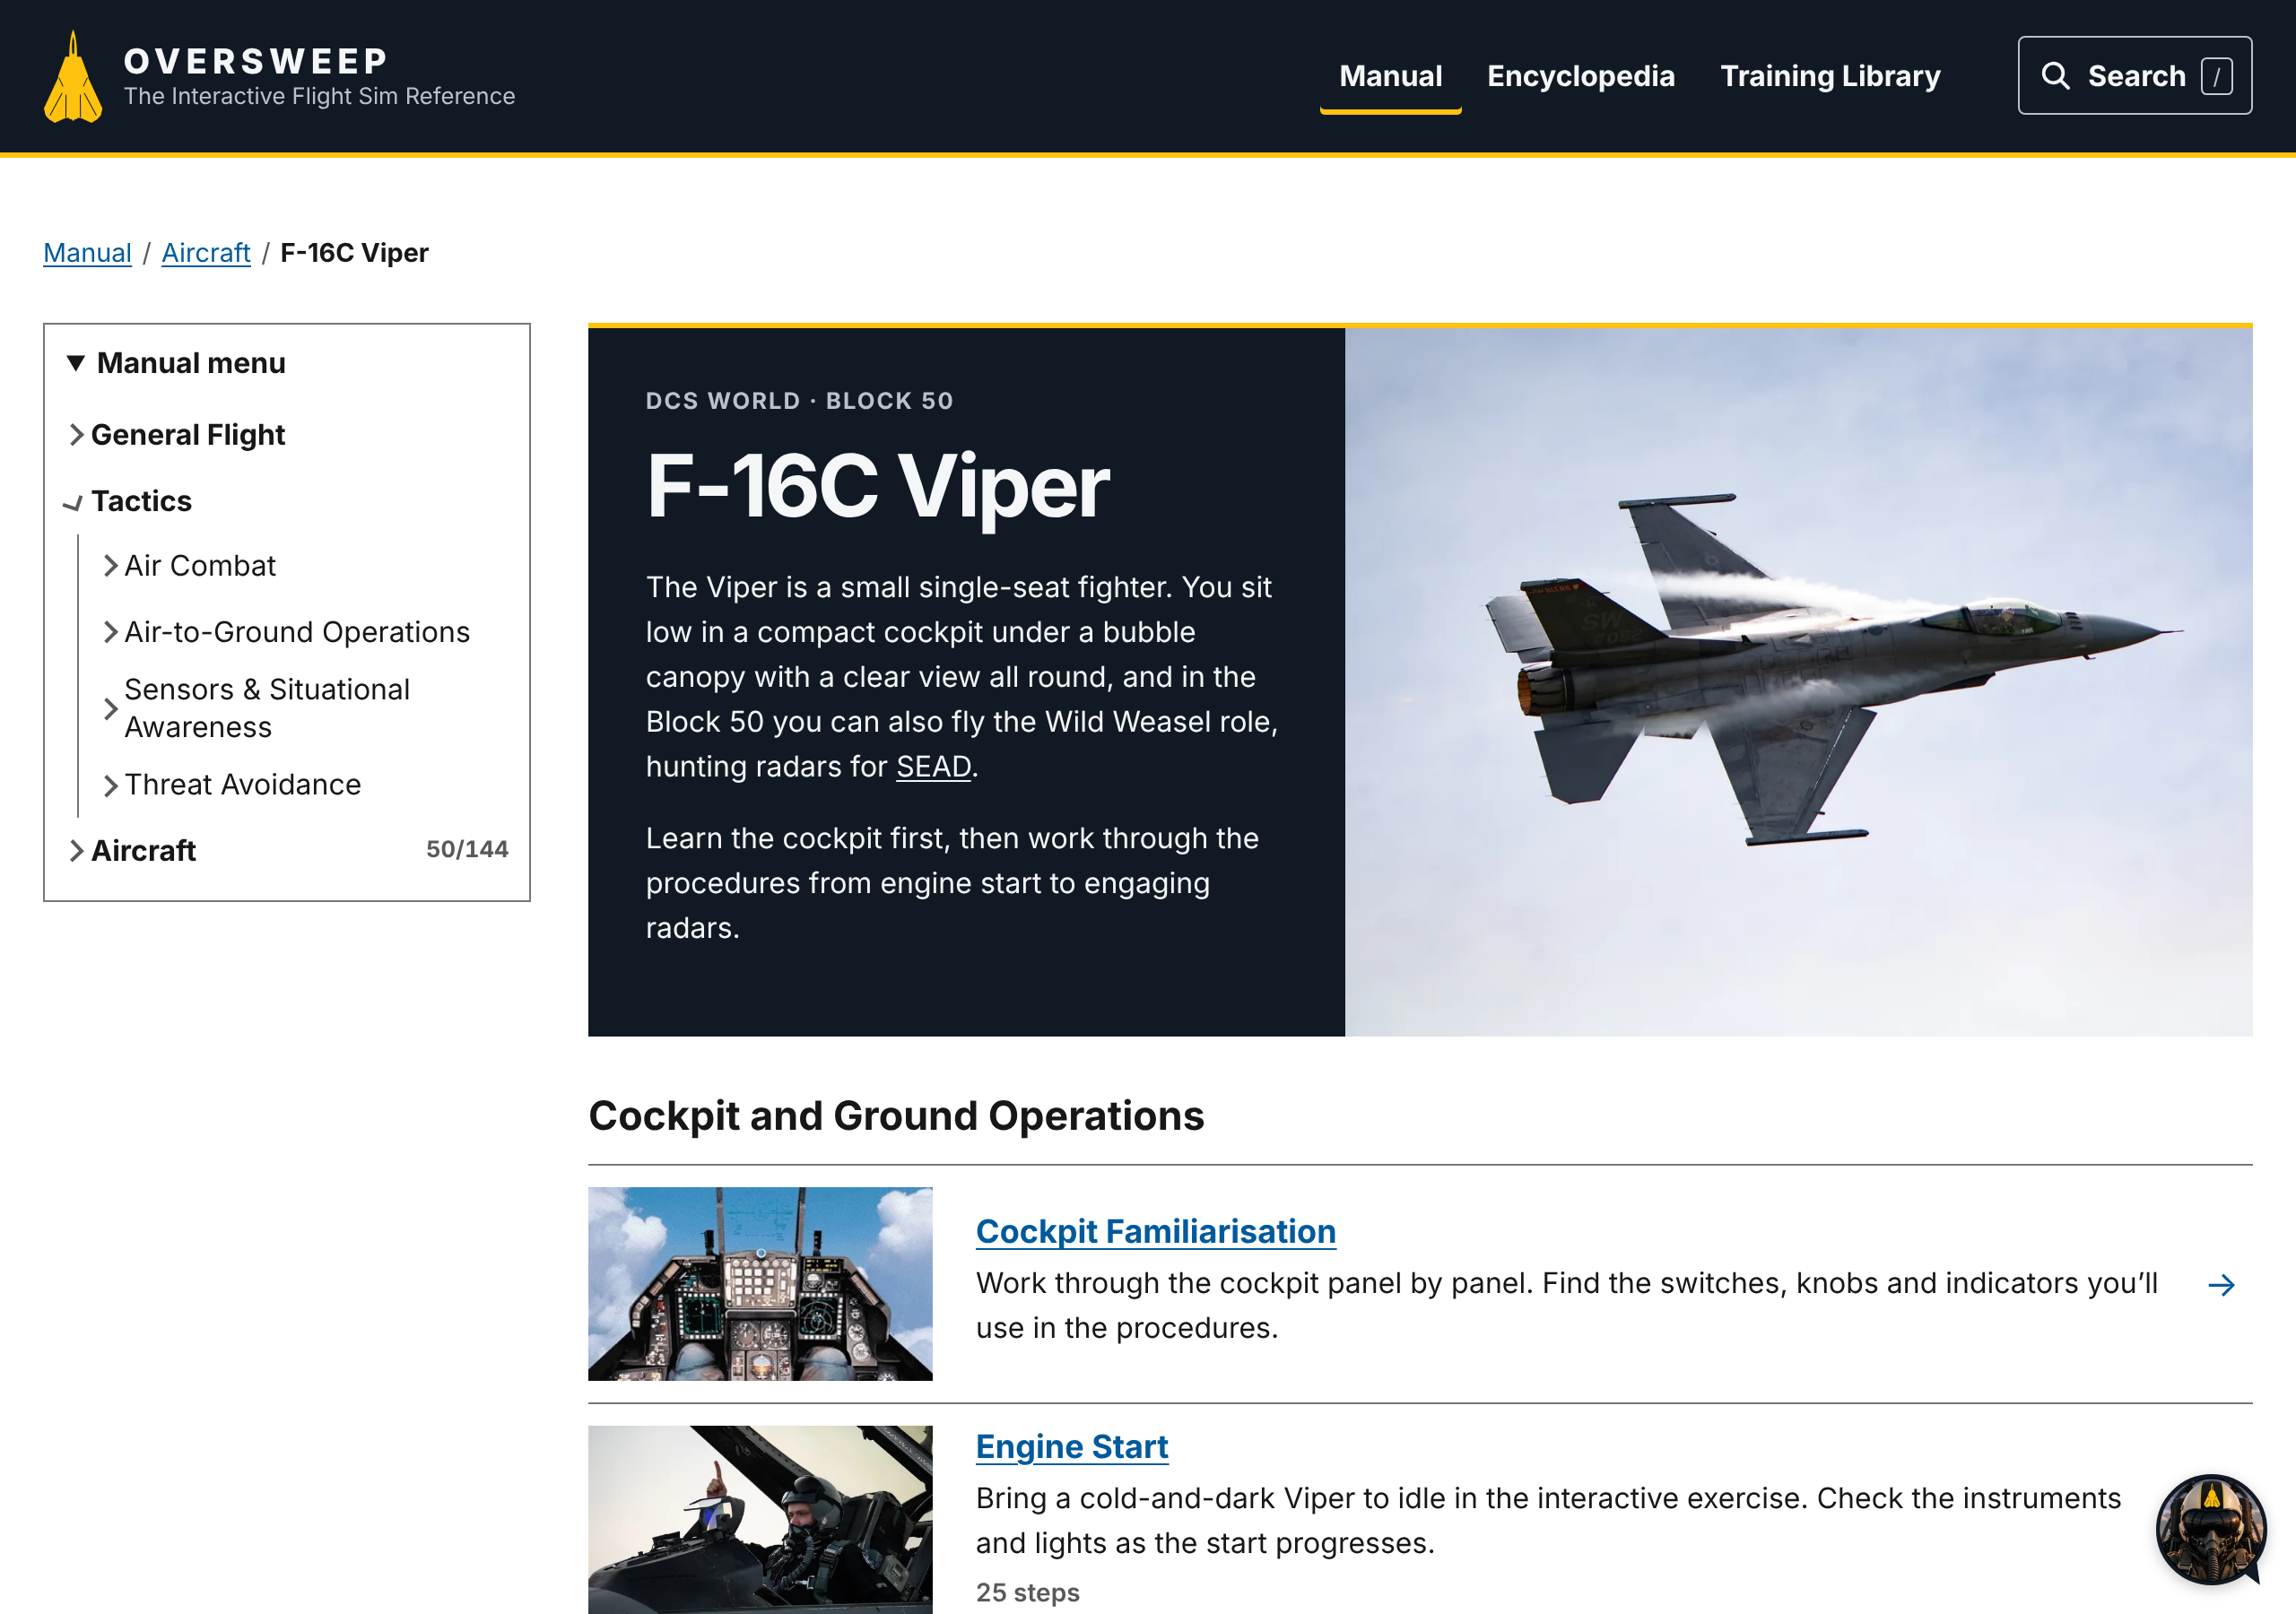 OVERSWEEP
The Interactive Flight Sim Reference
Manual
Encyclopedia
Training Library
Search /
Manual / Aircraft / F-16C Viper
Manual menu
General Flight
Tactics
Air Combat
Air-to-Ground Operations
Sensors & Situational
Awareness
Threat Avoidance
Aircraft 50/144
DCS WORLD · BLOCK 50
F-16C Viper
The Viper is a small single-seat fighter. You sit
low in a compact cockpit under a bubble
canopy with a clear view all round, and in the
Block 50 you can also fly the Wild Weasel role,
hunting radars for SEAD.
Learn the cockpit first, then work through the
procedures from engine start to engaging
radars.
SW
Cockpit and Ground Operations
Cockpit Familiarisation
Work through the cockpit panel by panel. Find the switches, knobs and indicators you’ll
use in the procedures.
Engine Start
Bring a cold-and-dark Viper to idle in the interactive exercise. Check the instruments
and lights as the start progresses.
25 steps